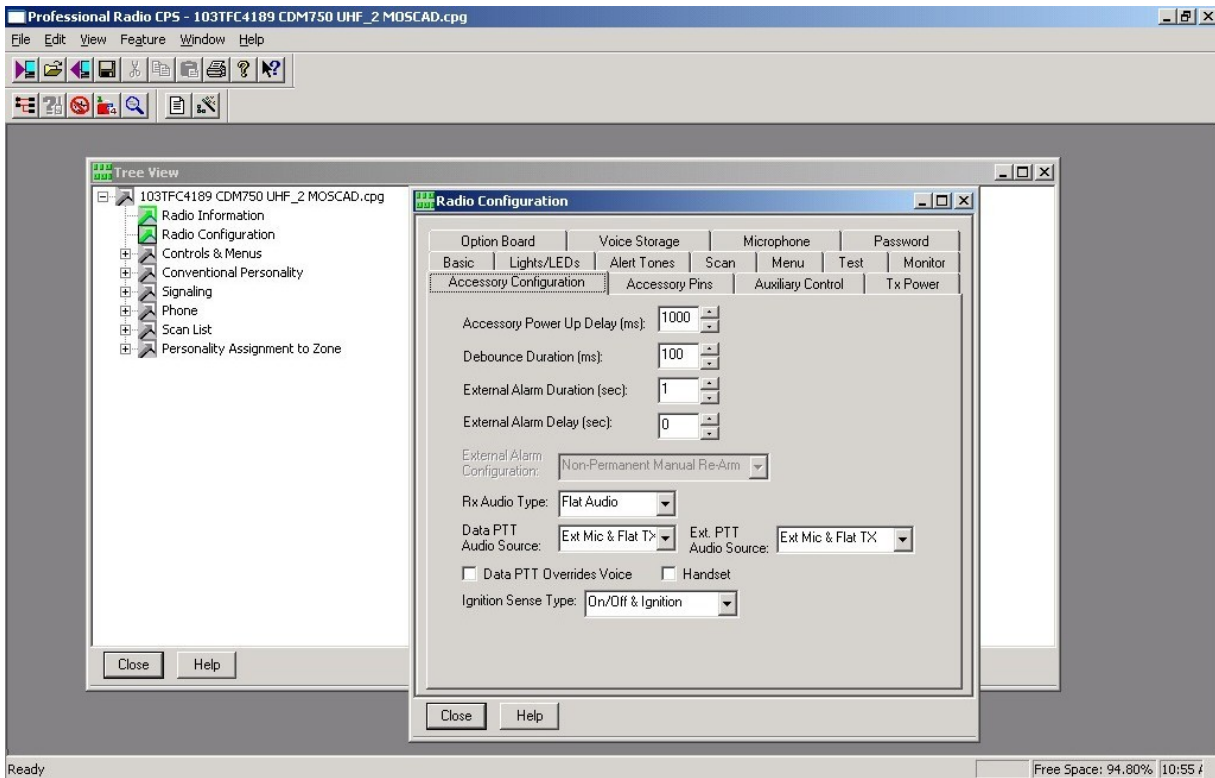 Professional Radio CPS - 103TFC4189 CDM750 UHF_2 MOSCAD.cpg
File Edit View Feature Window Help
Tree View
103TFC4189 CDM750 UHF_2 MOSCAD.cpg
Radio Information
Radio Configuration
Controls & Menus
Conventional Personality
Signaling
Phone
Scan List
Personality Assignment to Zone
Close Help
Radio Configuration
Option Board Voice Storage Microphone Password
Basic Lights/LEDs Alert Tones Scan Menu Test Monitor
Accessory Configuration Accessory Pins Auxiliary Control Tx Power
Accessory Power Up Delay (ms): 1000
Debounce Duration (ms): 100
External Alarm Duration (sec): 1
External Alarm Delay (sec): 0
External Alarm
Configuration: Non-Permanent Manual Re-Arm
Rx Audio Type: Flat Audio
Data PTT
Audio Source: Ext Mic & Flat TX
Ext. PTT
Audio Source: Ext Mic & Flat TX
Data PTT Overrides Voice Handset
Ignition Sense Type: On/Off & Ignition
Close Help
Ready Free Space: 94.80% 10:55